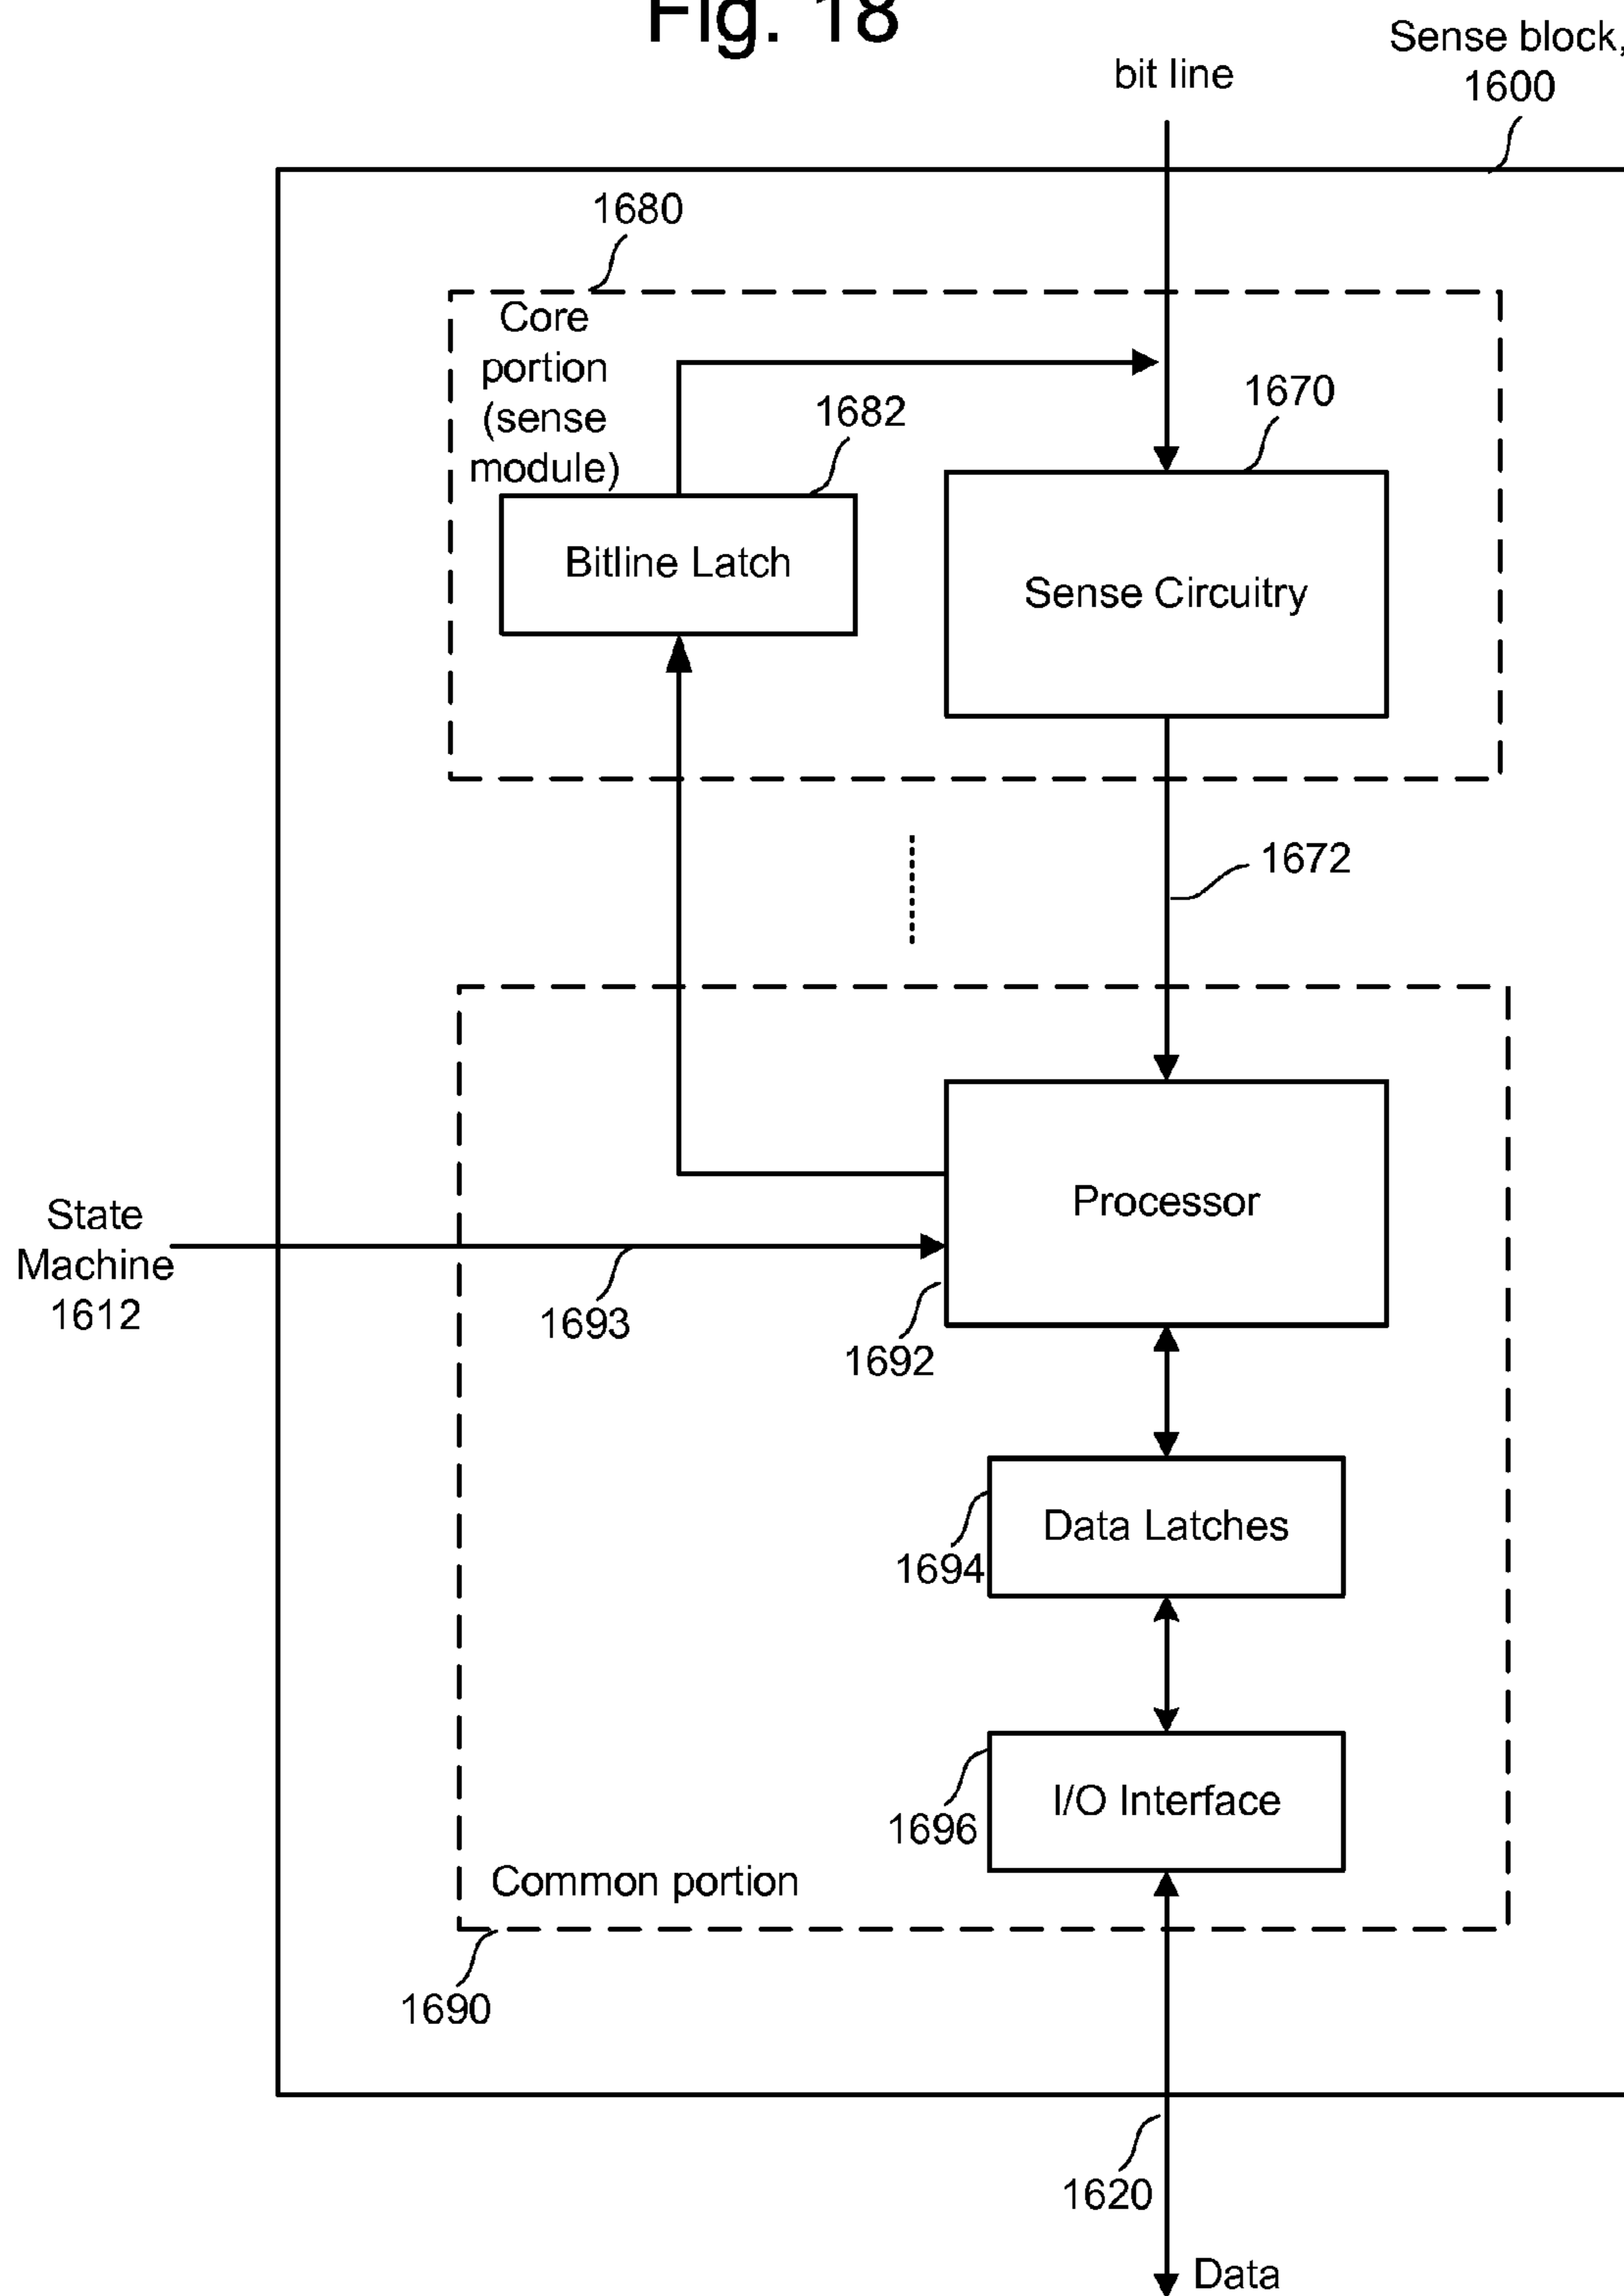 Fig. 18
Sense block,
1600
bit line
1680
Core
portion
(sense
module)
1682
1670
Bitline Latch
Sense Circuitry
1672
State
Machine
1612
Processor
1693
1692
Data Latches
1694
I/O Interface
1696
Common portion
1690
1620
Data